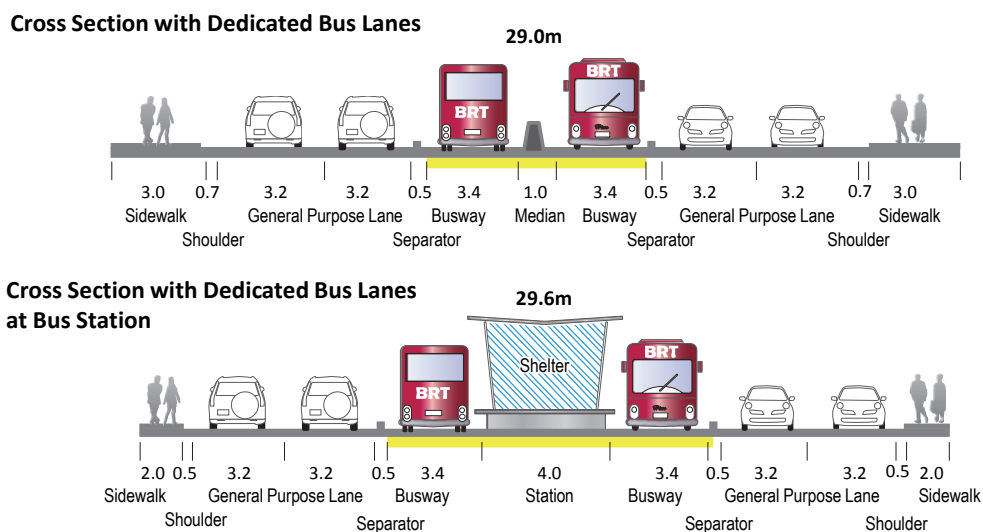 Cross Section with Dedicated Bus Lanes
29.0m
BRT
BRT
3.0 0.7 3.2 3.2 0.5 3.4 1.0 3.4 0.5 3.2 3.2 0.7 3.0
Sidewalk General Purpose Lane Busway Median Busway General Purpose Lane Sidewalk
Shoulder Separator Separator Shoulder
Cross Section with Dedicated Bus Lanes
at Bus Station
29.6m
Shelter
BRT
BRT
2.0 0.5 3.2 3.2 0.5 3.4 4.0 3.4 0.5 3.2 3.2 0.5 2.0
Sidewalk General Purpose Lane Busway Station Busway General Purpose Lane Sidewalk
Shoulder Separator Separator Shoulder